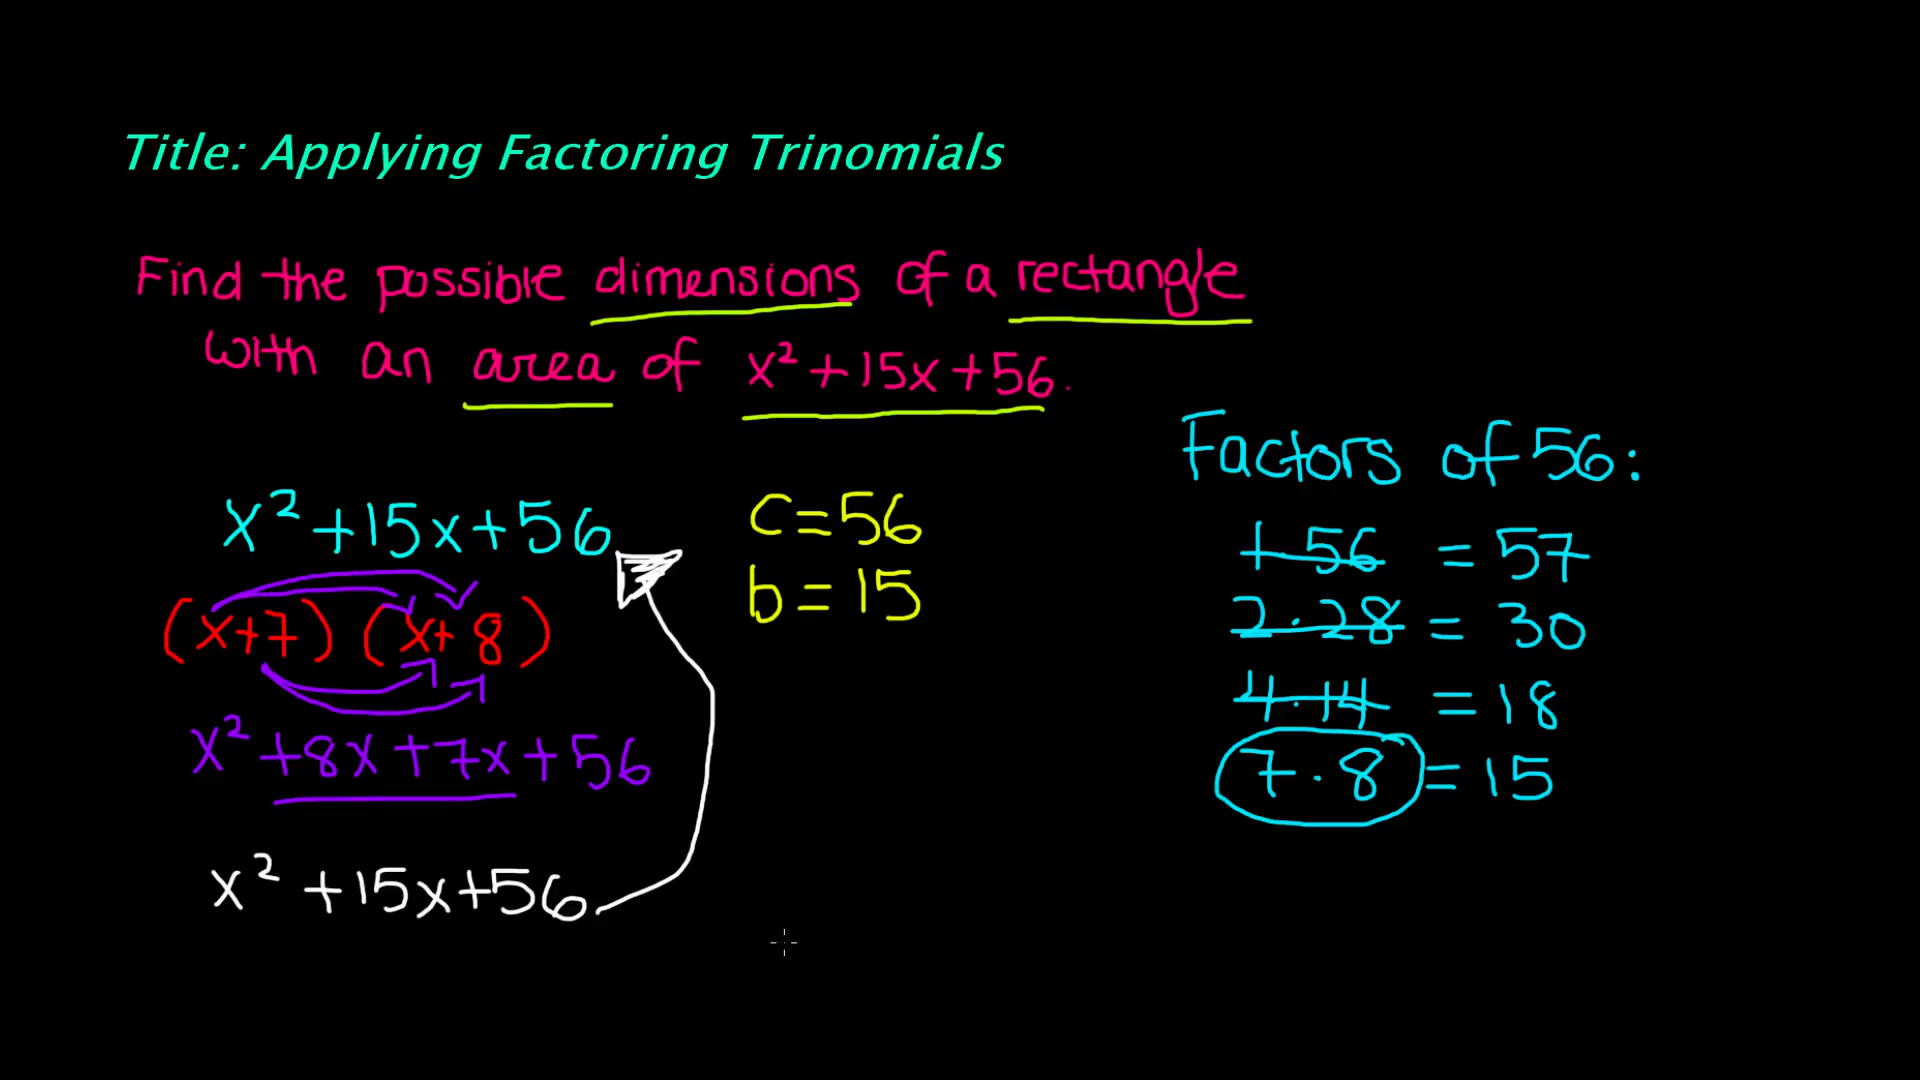 Title: Applying Factoring Trinomials
Find the possible dimensions of a rectangle
with an area of x²+15x+56.
x²+15x+56
(x+7)(x+8)
x²+8x+7x+56
x²+15x+56
c=56
b=15
Factors of 56:
1·56 = 57
2·28 = 30
4·14 = 18
7·8 = 15